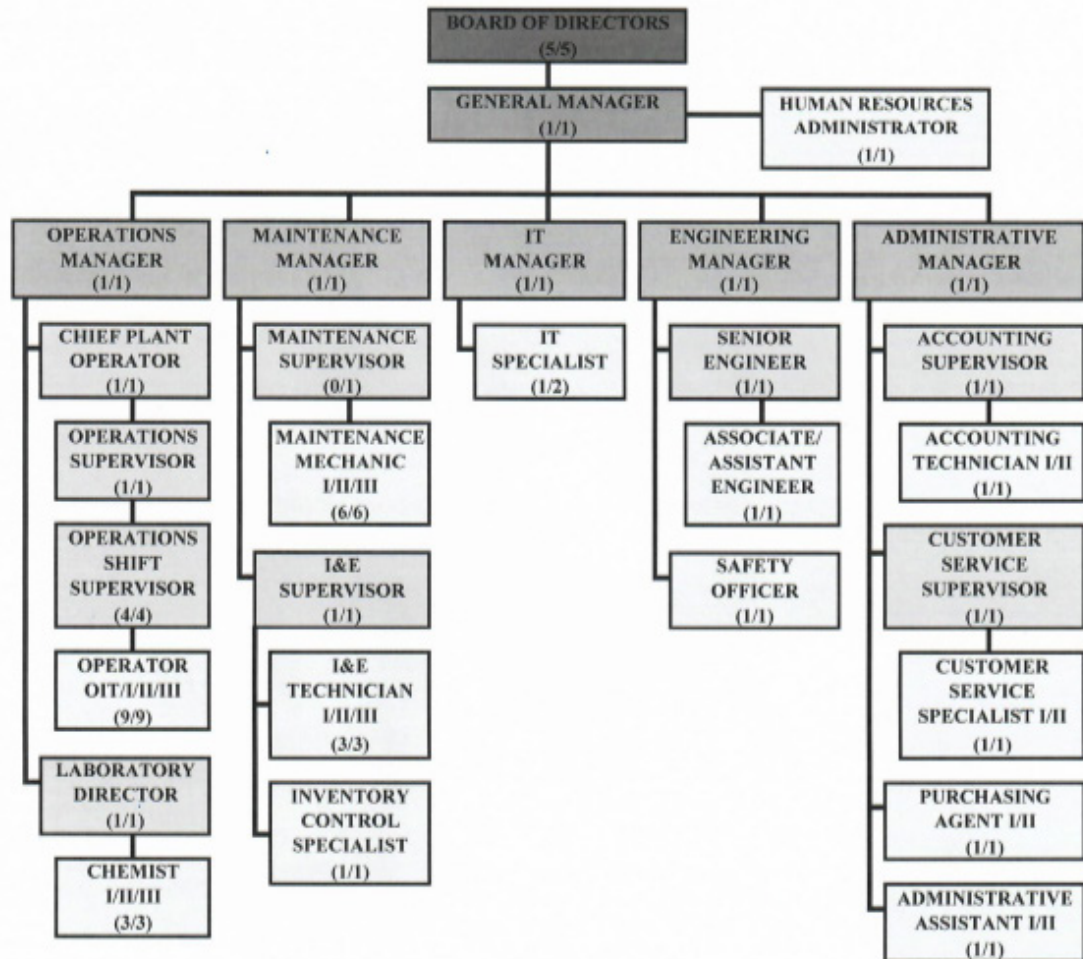 BOARD OF DIRECTORS
(5/5)
GENERAL MANAGER
(1/1)
HUMAN RESOURCES
ADMINISTRATOR
(1/1)
OPERATIONS
MANAGER
(1/1)
CHIEF PLANT
OPERATOR
(1/1)
OPERATIONS
SUPERVISOR
(1/1)
OPERATIONS
SHIFT
SUPERVISOR
(4/4)
OPERATOR
OIT/I/II/III
(9/9)
LABORATORY
DIRECTOR
(1/1)
CHEMIST
I/II/III
(3/3)
MAINTENANCE
MANAGER
(1/1)
MAINTENANCE
SUPERVISOR
(0/1)
MAINTENANCE
MECHANIC
I/II/III
(6/6)
I&E
SUPERVISOR
(1/1)
I&E
TECHNICIAN
I/II/III
(3/3)
INVENTORY
CONTROL
SPECIALIST
(1/1)
IT
MANAGER
(1/1)
IT
SPECIALIST
(1/2)
ENGINEERING
MANAGER
(1/1)
SENIOR
ENGINEER
(1/1)
ASSOCIATE/
ASSISTANT
ENGINEER
(1/1)
SAFETY
OFFICER
(1/1)
ADMINISTRATIVE
MANAGER
(1/1)
ACCOUNTING
SUPERVISOR
(1/1)
ACCOUNTING
TECHNICIAN I/II
(1/1)
CUSTOMER
SERVICE
SUPERVISOR
(1/1)
CUSTOMER
SERVICE
SPECIALIST I/II
(1/1)
PURCHASING
AGENT I/II
(1/1)
ADMINISTRATIVE
ASSISTANT I/II
(1/1)